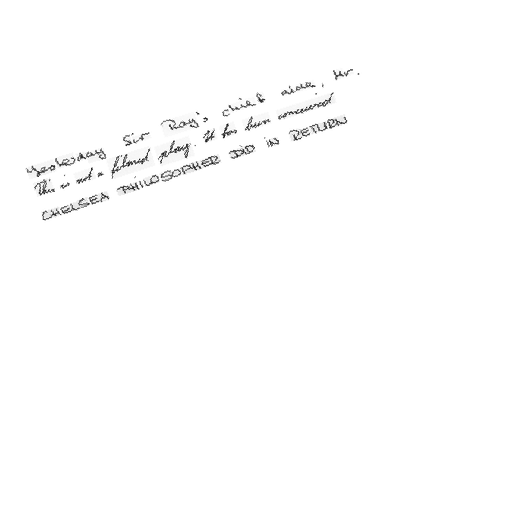 Yesterday Sir Roy's chief aide, Mr.
This is not a filmed play. It has been conceived
CHELSEA PHILOSOPHER DID IN RETURN